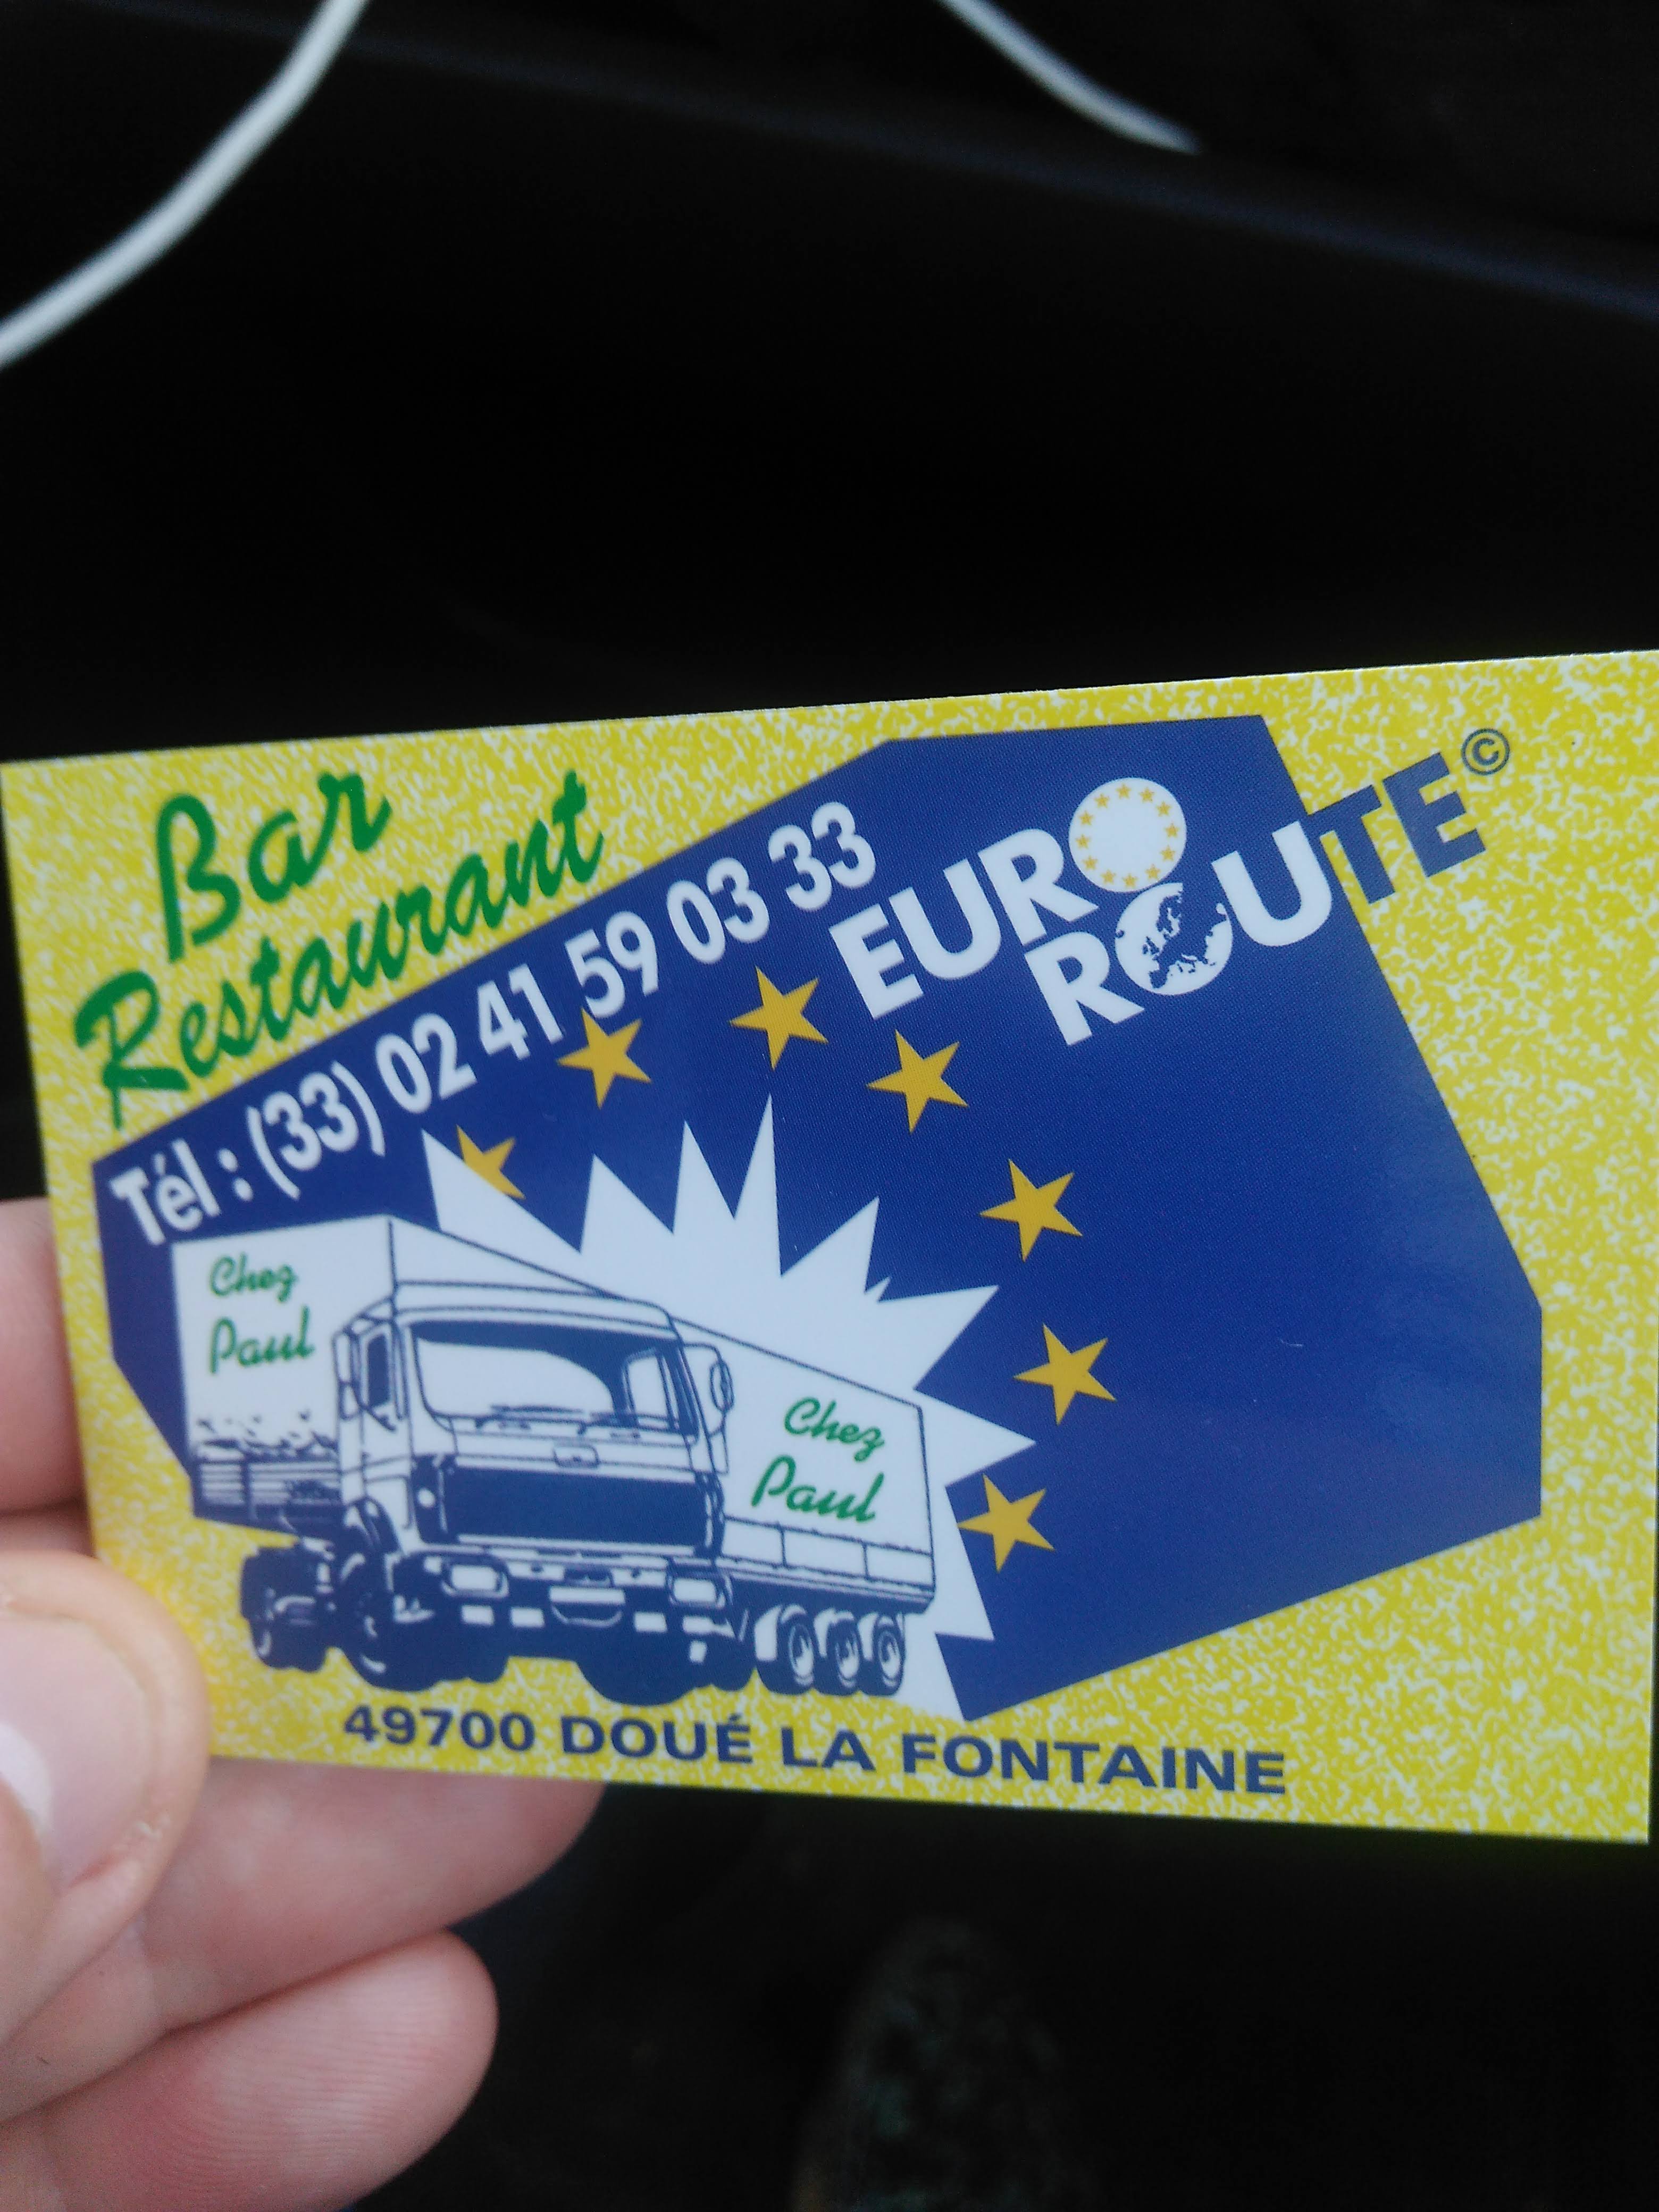 Bar
Restaurant
Tél : (33) 02 41 59 03 33
EURO
ROUTE ©
Chez
Paul
Chez
Paul
49700 DOUÉ LA FONTAINE